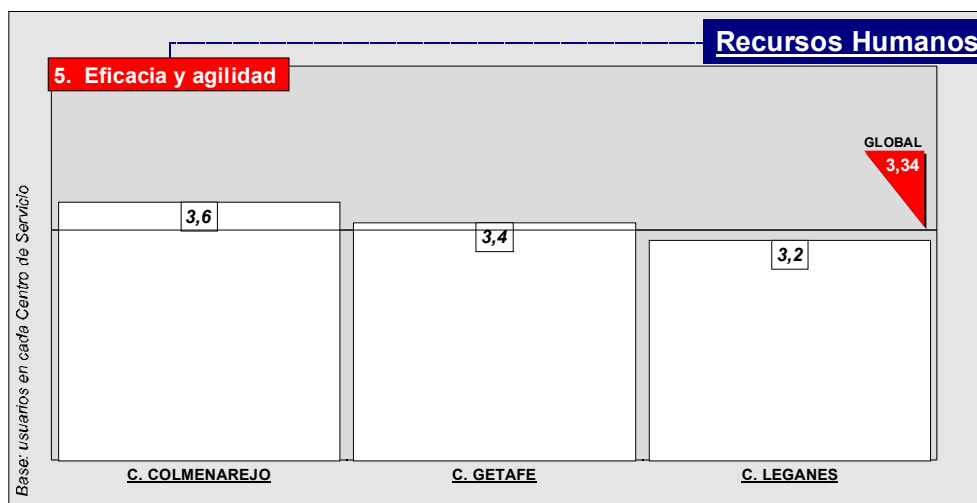 Recursos Humanos
5. Eficacia y agilidad
GLOBAL
3,34
3,6
3,4
3,2
Base: usuarios en cada Centro de Servicio
C. COLMENAREJO
C. GETAFE
C. LEGANES